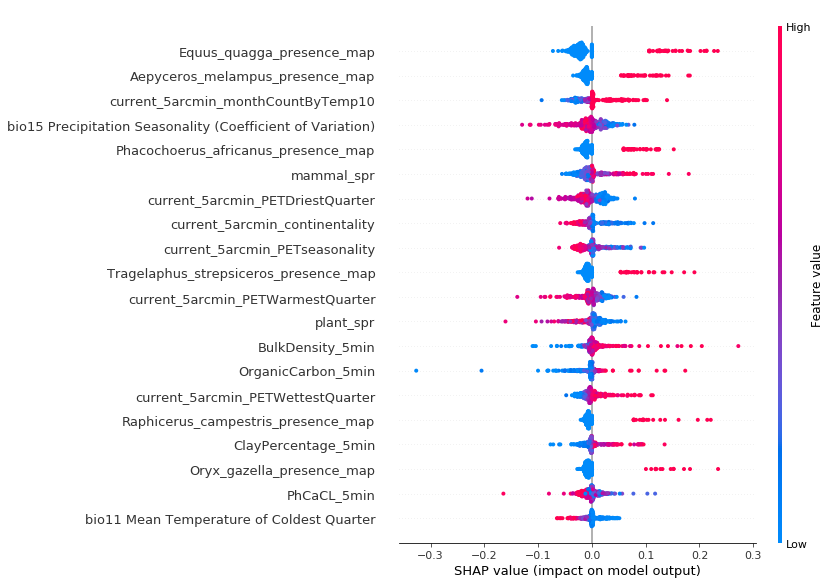 High
Equus_quagga_presence_map
Aepyceros_melampus_presence_map
current_5arcmin_monthCountByTemp10
bio15 Precipitation Seasonality (Coefficient of Variation)
Phacochoerus_africanus_presence_map
mammal_spr
current_5arcmin_PETDriestQuarter
current_5arcmin_continentality
current_5arcmin_PETseasonality
Tragelaphus_strepsiceros_presence_map
current_5arcmin_PETWarmestQuarter
plant_spr
BulkDensity_5min
OrganicCarbon_5min
current_5arcmin_PETWettestQuarter
Raphicerus_campestris_presence_map
ClayPercentage_5min
Oryx_gazella_presence_map
PhCaCL_5min
bio11 Mean Temperature of Coldest Quarter
Feature value
Low
−0.3 −0.2 −0.1 0.0 0.1 0.2 0.3
SHAP value (impact on model output)